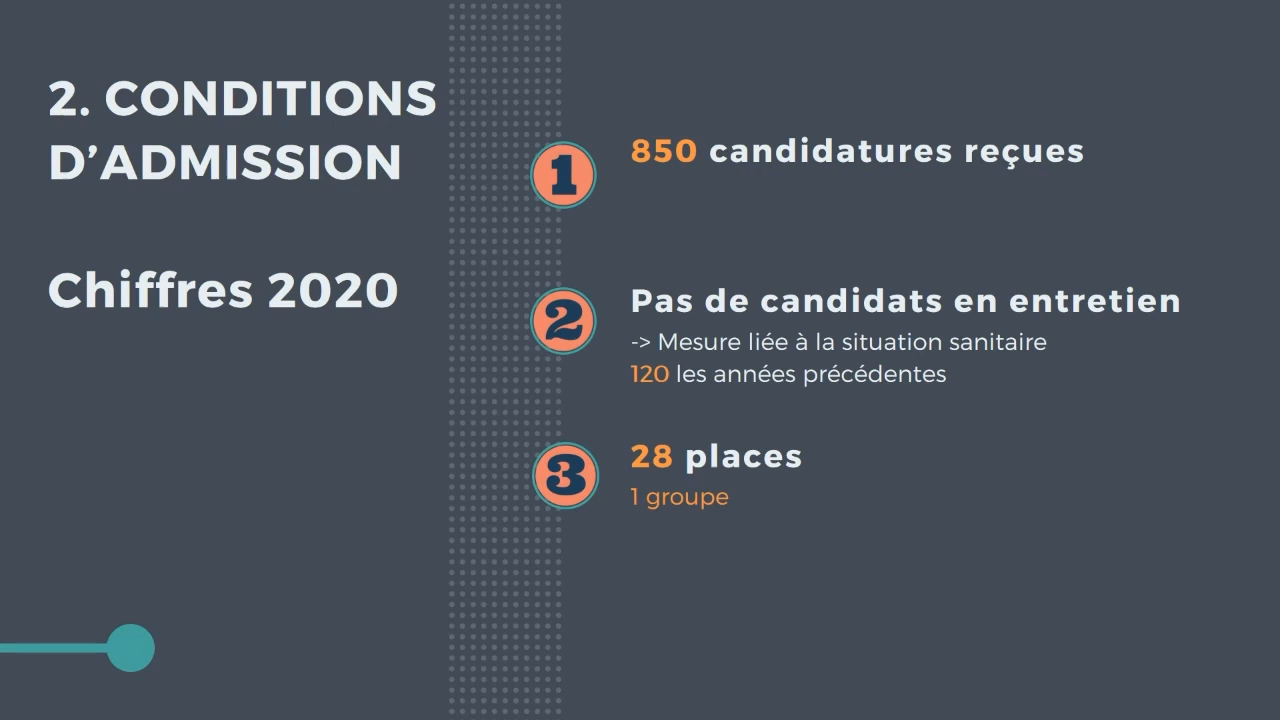 2. CONDITIONS
D’ADMISSION
Chiffres 2020
1
850 candidatures reçues
2
Pas de candidats en entretien
-> Mesure liée à la situation sanitaire
120 les années précédentes
3
28 places
1 groupe